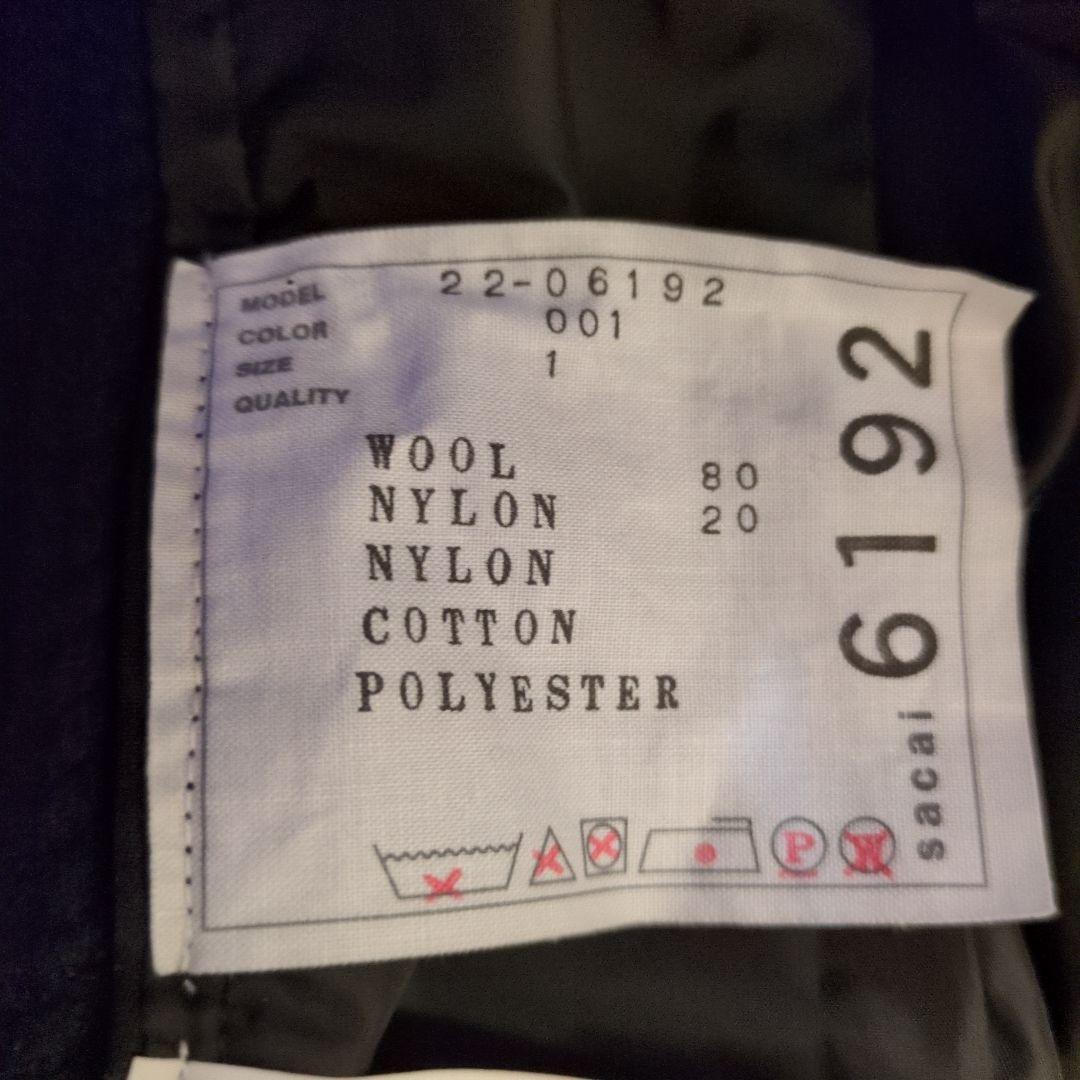 MODEL 22-06192
COLOR 001
SIZE 1
QUALITY
WOOL 80
NYLON 20
NYLON
COTTON
POLYESTER
P
W
sacai 6192